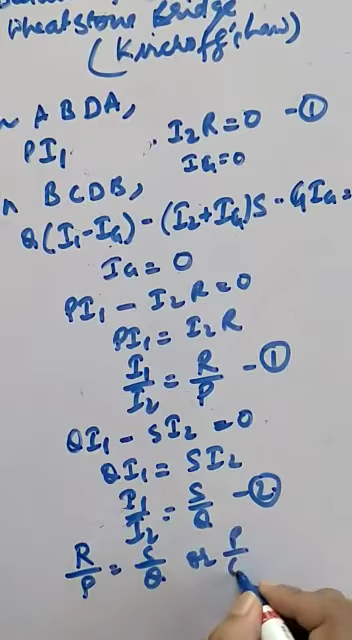 Wheatstone Bridge
(Kirchoff's Law)
ABDA,
PI₁ I₂R=0 -①
IG=0
BCDB,
Q(I₁-IG) - (I₂+IG)S - GIG=
IG = 0
PI₁ - I₂R=0
PI₁ = I₂R
I₁/I₂ = R/P -①
QI₁ - SI₂ =0
QI₁ = SI₂
I₁/I₂ = S/Q -②
R/P = S/Q or P/